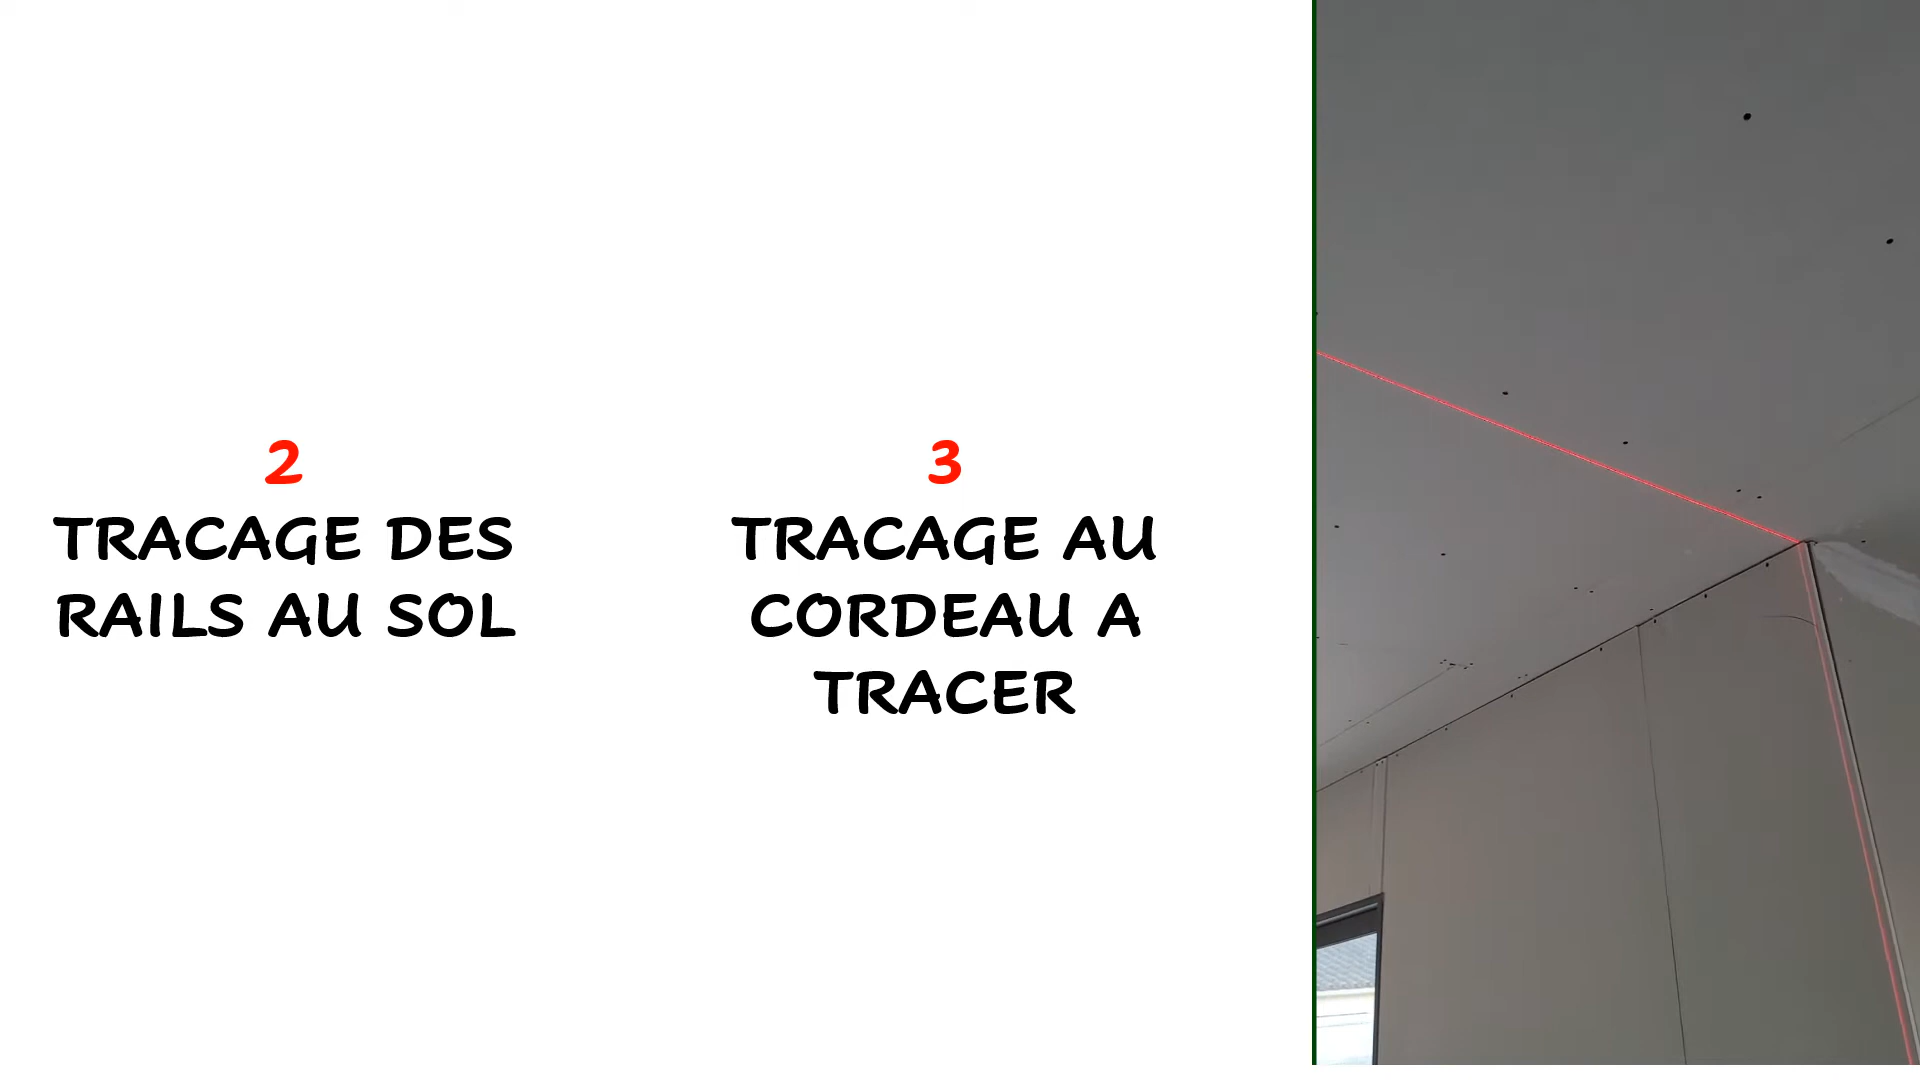 2
TRACAGE DES
RAILS AU SOL
3
TRACAGE AU
CORDEAU A
TRACER